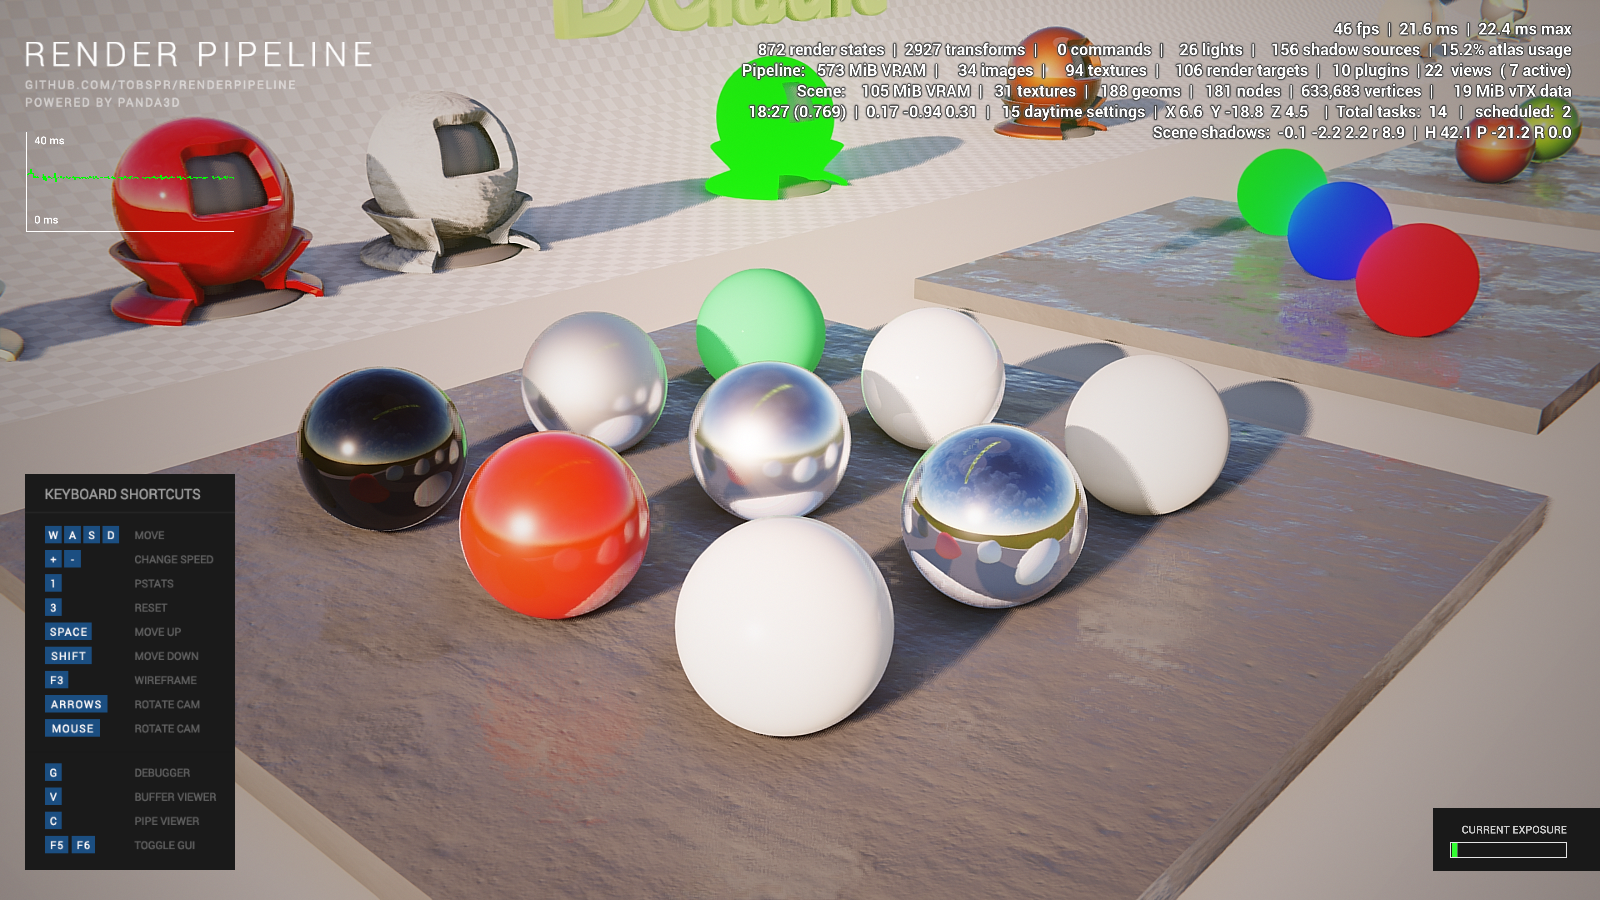 Default
RENDER PIPELINE
GITHUB.COM/TOBSPR/RENDERPIPELINE
POWERED BY PANDA3D
46 fps | 21.6 ms | 22.4 ms max
872 render states | 2927 transforms | 0 commands | 26 lights | 156 shadow sources | 15.2% atlas usage
Pipeline: 573 MiB VRAM | 34 images | 94 textures | 106 render targets | 10 plugins | 22 views ( 7 active)
Scene: 105 MiB VRAM | 31 textures | 188 geoms | 181 nodes | 633,683 vertices | 19 MiB vTX data
18:27 (0.769) | 0.17 -0.94 0.31 | 15 daytime settings | X 6.6 Y -18.8 Z 4.5 | Total tasks: 14 | scheduled: 2
Scene shadows: -0.1 -2.2 2.2 r 8.9 | H 42.1 P -21.2 R 0.0
40 ms
0 ms
KEYBOARD SHORTCUTS
W A S D MOVE
+ - CHANGE SPEED
1 PSTATS
3 RESET
SPACE MOVE UP
SHIFT MOVE DOWN
F3 WIREFRAME
ARROWS ROTATE CAM
MOUSE ROTATE CAM
G DEBUGGER
V BUFFER VIEWER
C PIPE VIEWER
F5 F6 TOGGLE GUI
CURRENT EXPOSURE